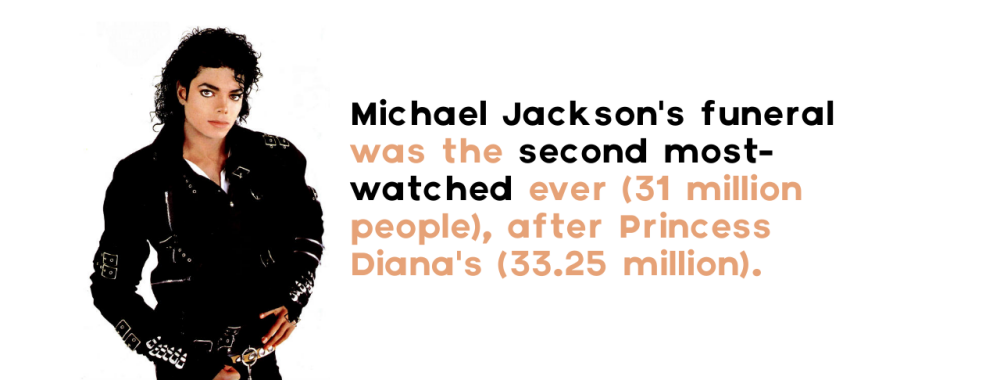 Michael Jackson's funeral
was the second most-
watched ever (31 million
people), after Princess
Diana's (33.25 million).